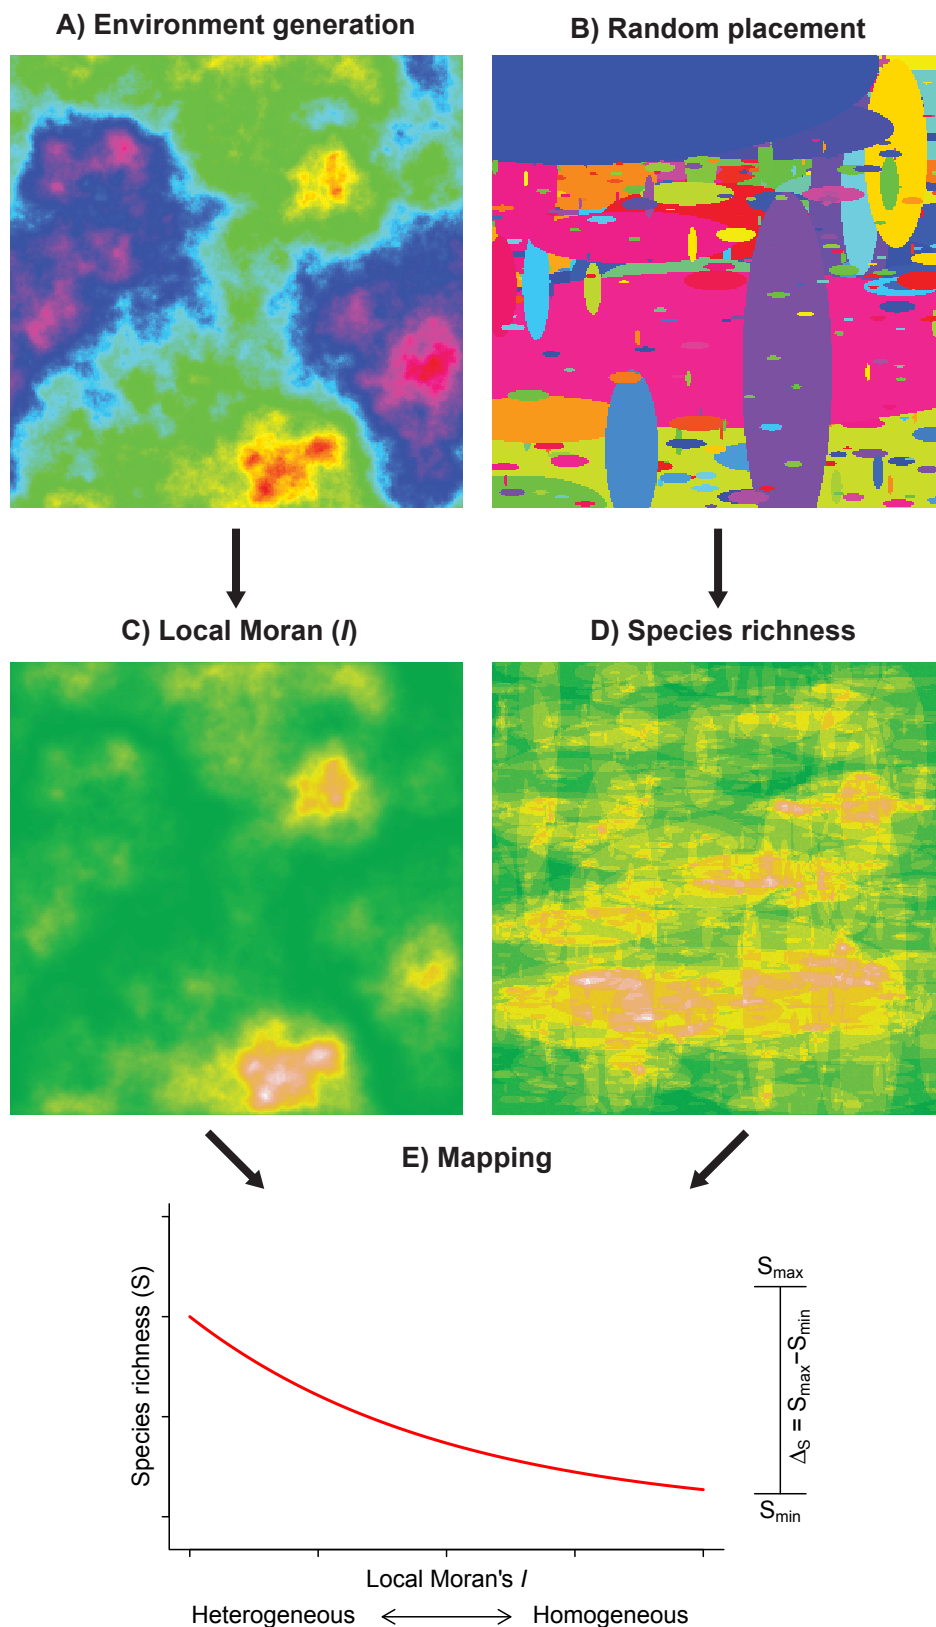 A) Environment generation
B) Random placement
C) Local Moran (I)
D) Species richness
E) Mapping
Species richness (S)
Smax
ΔS = Smax−Smin
Smin
Local Moran's I
Heterogeneous
Homogeneous